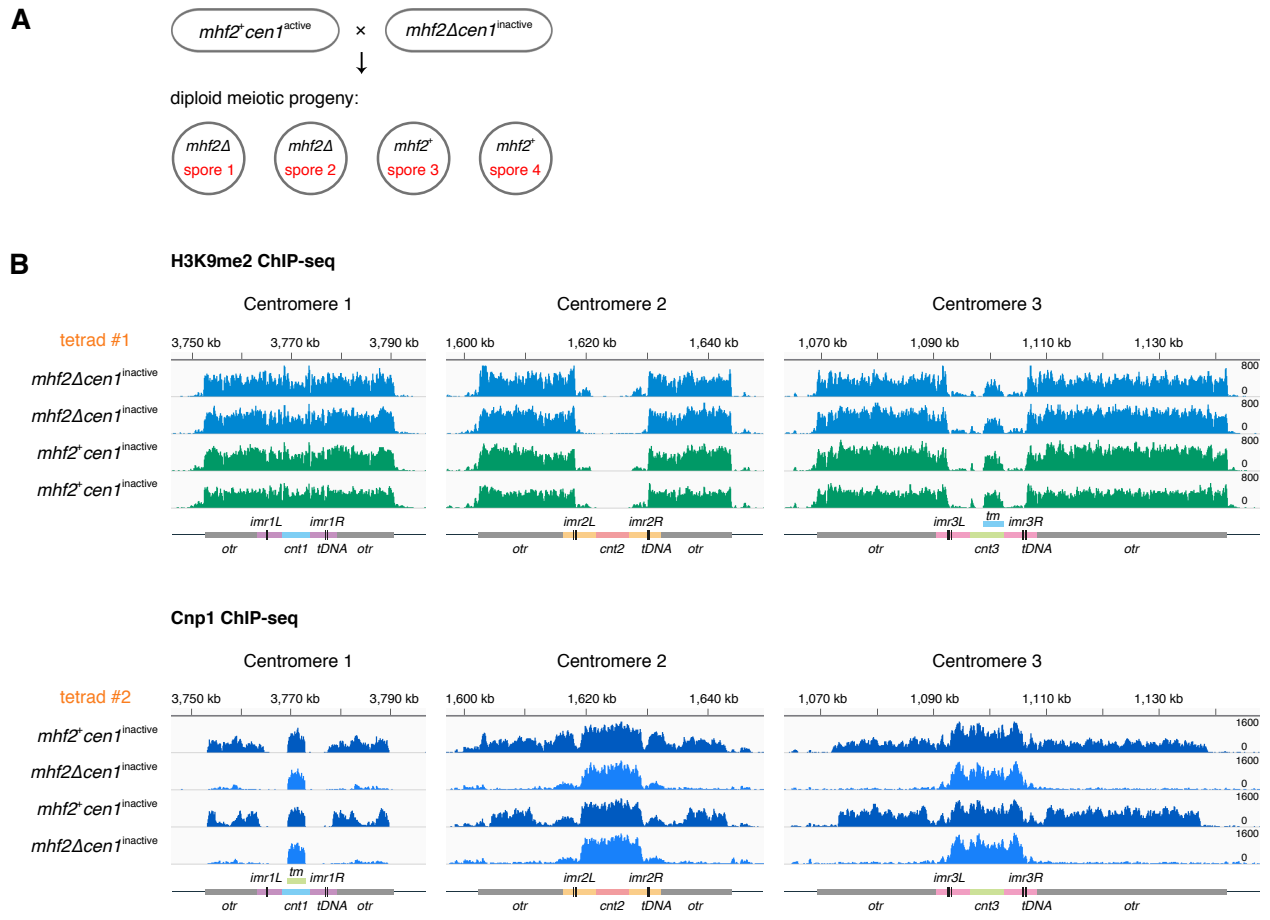 A
mhf2⁺cen1ᵃᶜᵗⁱᵛᵉ × mhf2Δcen1ⁱⁿᵃᶜᵗⁱᵛᵉ
↓
diploid meiotic progeny:
mhf2Δ mhf2Δ mhf2⁺ mhf2⁺
spore 1 spore 2 spore 3 spore 4
B
H3K9me2 ChIP-seq
Centromere 1 Centromere 2 Centromere 3
tetrad #1 3,750 kb 3,770 kb 3,790 kb 1,600 kb 1,620 kb 1,640 kb 1,070 kb 1,090 kb 1,110 kb 1,130 kb
mhf2Δcen1ⁱⁿᵃᶜᵗⁱᵛᵉ 800 0
mhf2Δcen1ⁱⁿᵃᶜᵗⁱᵛᵉ 800 0
mhf2⁺cen1ⁱⁿᵃᶜᵗⁱᵛᵉ 800 0
mhf2⁺cen1ⁱⁿᵃᶜᵗⁱᵛᵉ 800 0
imr1L imr1R imr2L imr2R imr3L tm imr3R
otr cnt1 tDNA otr otr cnt2 tDNA otr otr cnt3 tDNA otr
Cnp1 ChIP-seq
Centromere 1 Centromere 2 Centromere 3
tetrad #2 3,750 kb 3,770 kb 3,790 kb 1,600 kb 1,620 kb 1,640 kb 1,070 kb 1,090 kb 1,110 kb 1,130 kb
mhf2⁺cen1ⁱⁿᵃᶜᵗⁱᵛᵉ 1600 0
mhf2Δcen1ⁱⁿᵃᶜᵗⁱᵛᵉ 1600 0
mhf2⁺cen1ⁱⁿᵃᶜᵗⁱᵛᵉ 1600 0
mhf2Δcen1ⁱⁿᵃᶜᵗⁱᵛᵉ 1600 0
imr1L tm imr1R imr2L imr2R imr3L imr3R
otr cnt1 tDNA otr otr cnt2 tDNA otr otr cnt3 tDNA otr